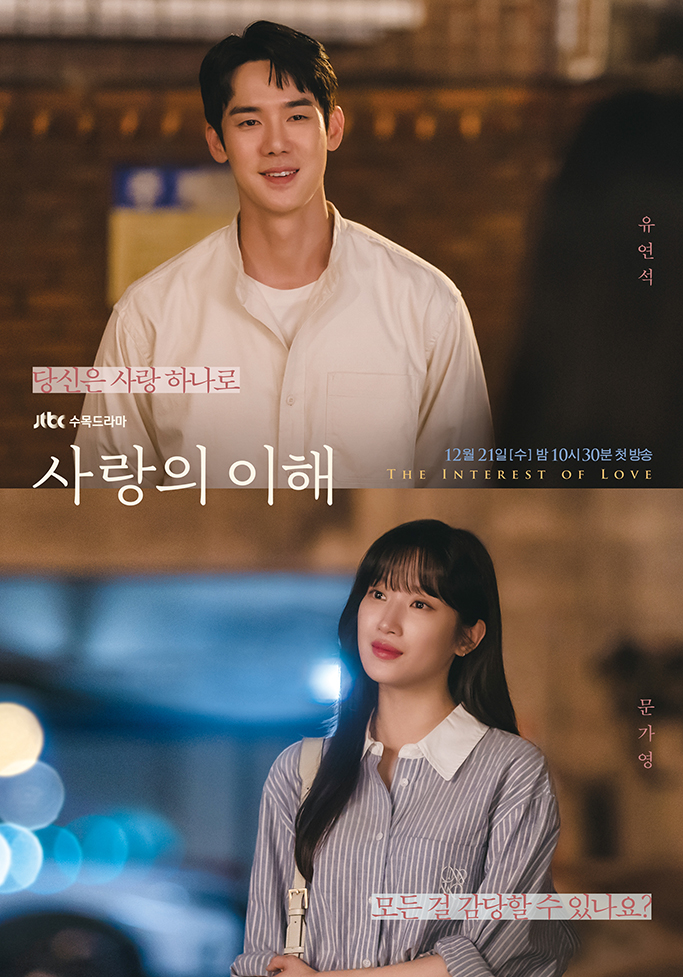 유연석
당신은 사랑 하나로
jtbc 수목드라마
사랑의 이해
12월 21일 [수] 밤 10시 30분 첫 방송
THE INTEREST OF LOVE
문가영
모든 걸 감당할 수 있나요?